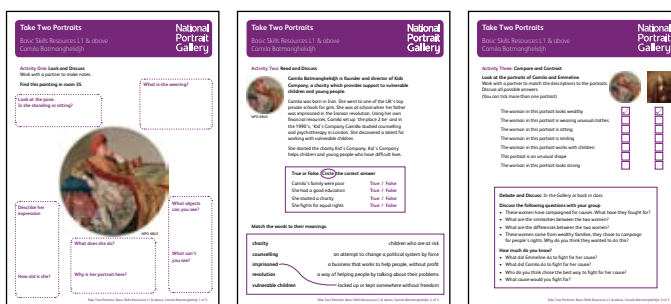 Take Two Portraits
Basic Skills Resources L1 & above
Camila Batmanghelidjh
National
Portrait
Gallery
Activity One: Look and Discuss
Work with a partner to make notes.
Find this painting in room 35
What is she wearing?
Look at the pose
Is she standing or sitting?
Describe her
expression
What objects
can you see?
NPG 6845
What does she do?
Why is her portrait here?
What can't
you see?
How old is she?
Take Two Portraits
Basic Skills Resources L1 & above
Camila Batmanghelidjh
National
Portrait
Gallery
Activity Two: Read and Discuss
Camila Batmanghelidjh is founder and director of Kids
Company, a charity which provides support to vulnerable
children and young people.
NPG 6845
Camila was born in Iran. She went to one of the UK's top
private schools for girls. She was at school when her father
was imprisoned in the Iranian revolution. Using her own
financial resources, Camila set up 'the place 2 be' and in
the 1990's, 'Kid's Company'. Camila studied counselling
and psychotherapy in London. She discovered a talent for
working with vulnerable children.
She started the charity Kid's Company. Kid's Company
helps children and young people who have difficult lives.
True or False. Circle the correct answer
Camila's family were poor True / False
She had a good education True / False
She started a charity True / False
She fights for equal rights True / False
Match the words to their meanings.
charity children who are at risk
counselling an attempt to change a political system by force
imprisoned a business that works to help people, without profit
revolution a way of helping people by talking about their problems
vulnerable children locked up or kept somewhere without freedom
Take Two Portraits
Basic Skills Resources L1 & above
Camila Batmanghelidjh
National
Portrait
Gallery
Activity Three: Compare and Contrast
Look at the portraits of Camila and Emmeline.
Work with a partner to match the descriptions to the portraits.
Discuss all possible answers.
(You can tick more than one portrait)
The woman in this portrait looks wealthy
The woman in this portrait is wearing unusual clothes
The woman in this portrait is sitting
The woman in this portrait is smiling
The woman in this portrait works with children
This portrait is an unusual shape
The woman in this portrait looks strong
Debate and Discuss: In the Gallery or back in class
Discuss the following questions with your group
• These women have campaigned for causes. What have they fought for?
• What are the similarities between the two women?
• What are the differences between the two women?
• These women came from wealthy families, they chose to campaign
for people's rights. Why do you think they wanted to do this?
How much do you know?
• What did Emmeline do to fight for her cause?
• What did Camila do to fight for her cause?
• Who do you think chose the best way to fight for her cause?
• What cause would you fight for?